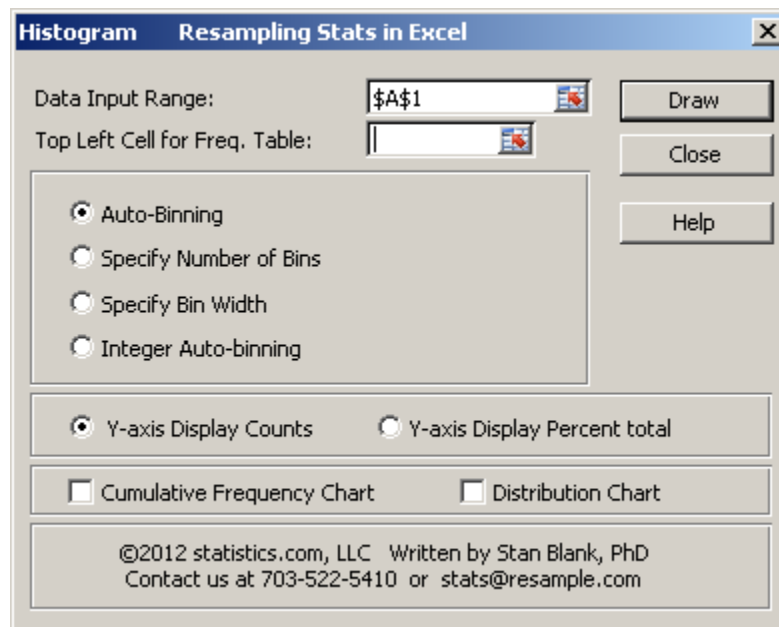 Histogram Resampling Stats in Excel
Data Input Range: $A$1 Draw
Top Left Cell for Freq. Table:
Close
Auto-Binning
Help
Specify Number of Bins
Specify Bin Width
Integer Auto-binning
Y-axis Display Counts Y-axis Display Percent total
Cumulative Frequency Chart Distribution Chart
©2012 statistics.com, LLC Written by Stan Blank, PhD
Contact us at 703-522-5410 or stats@resample.com